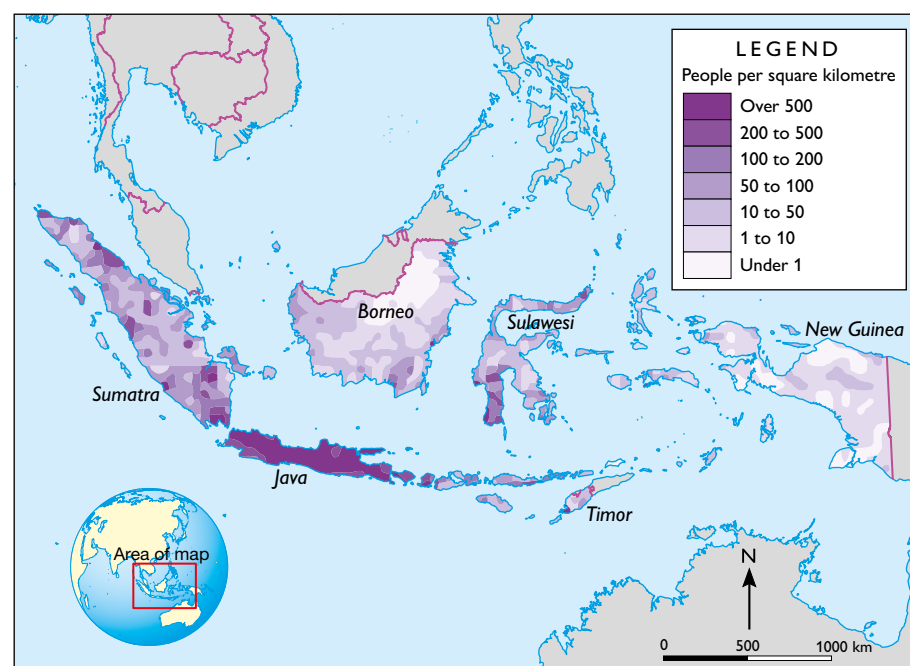 LEGEND
People per square kilometre
Over 500
200 to 500
100 to 200
50 to 100
10 to 50
1 to 10
Under 1
Borneo
Sulawesi
New Guinea
Sumatra
Java
Timor
Area of map
N
0 500 1000 km